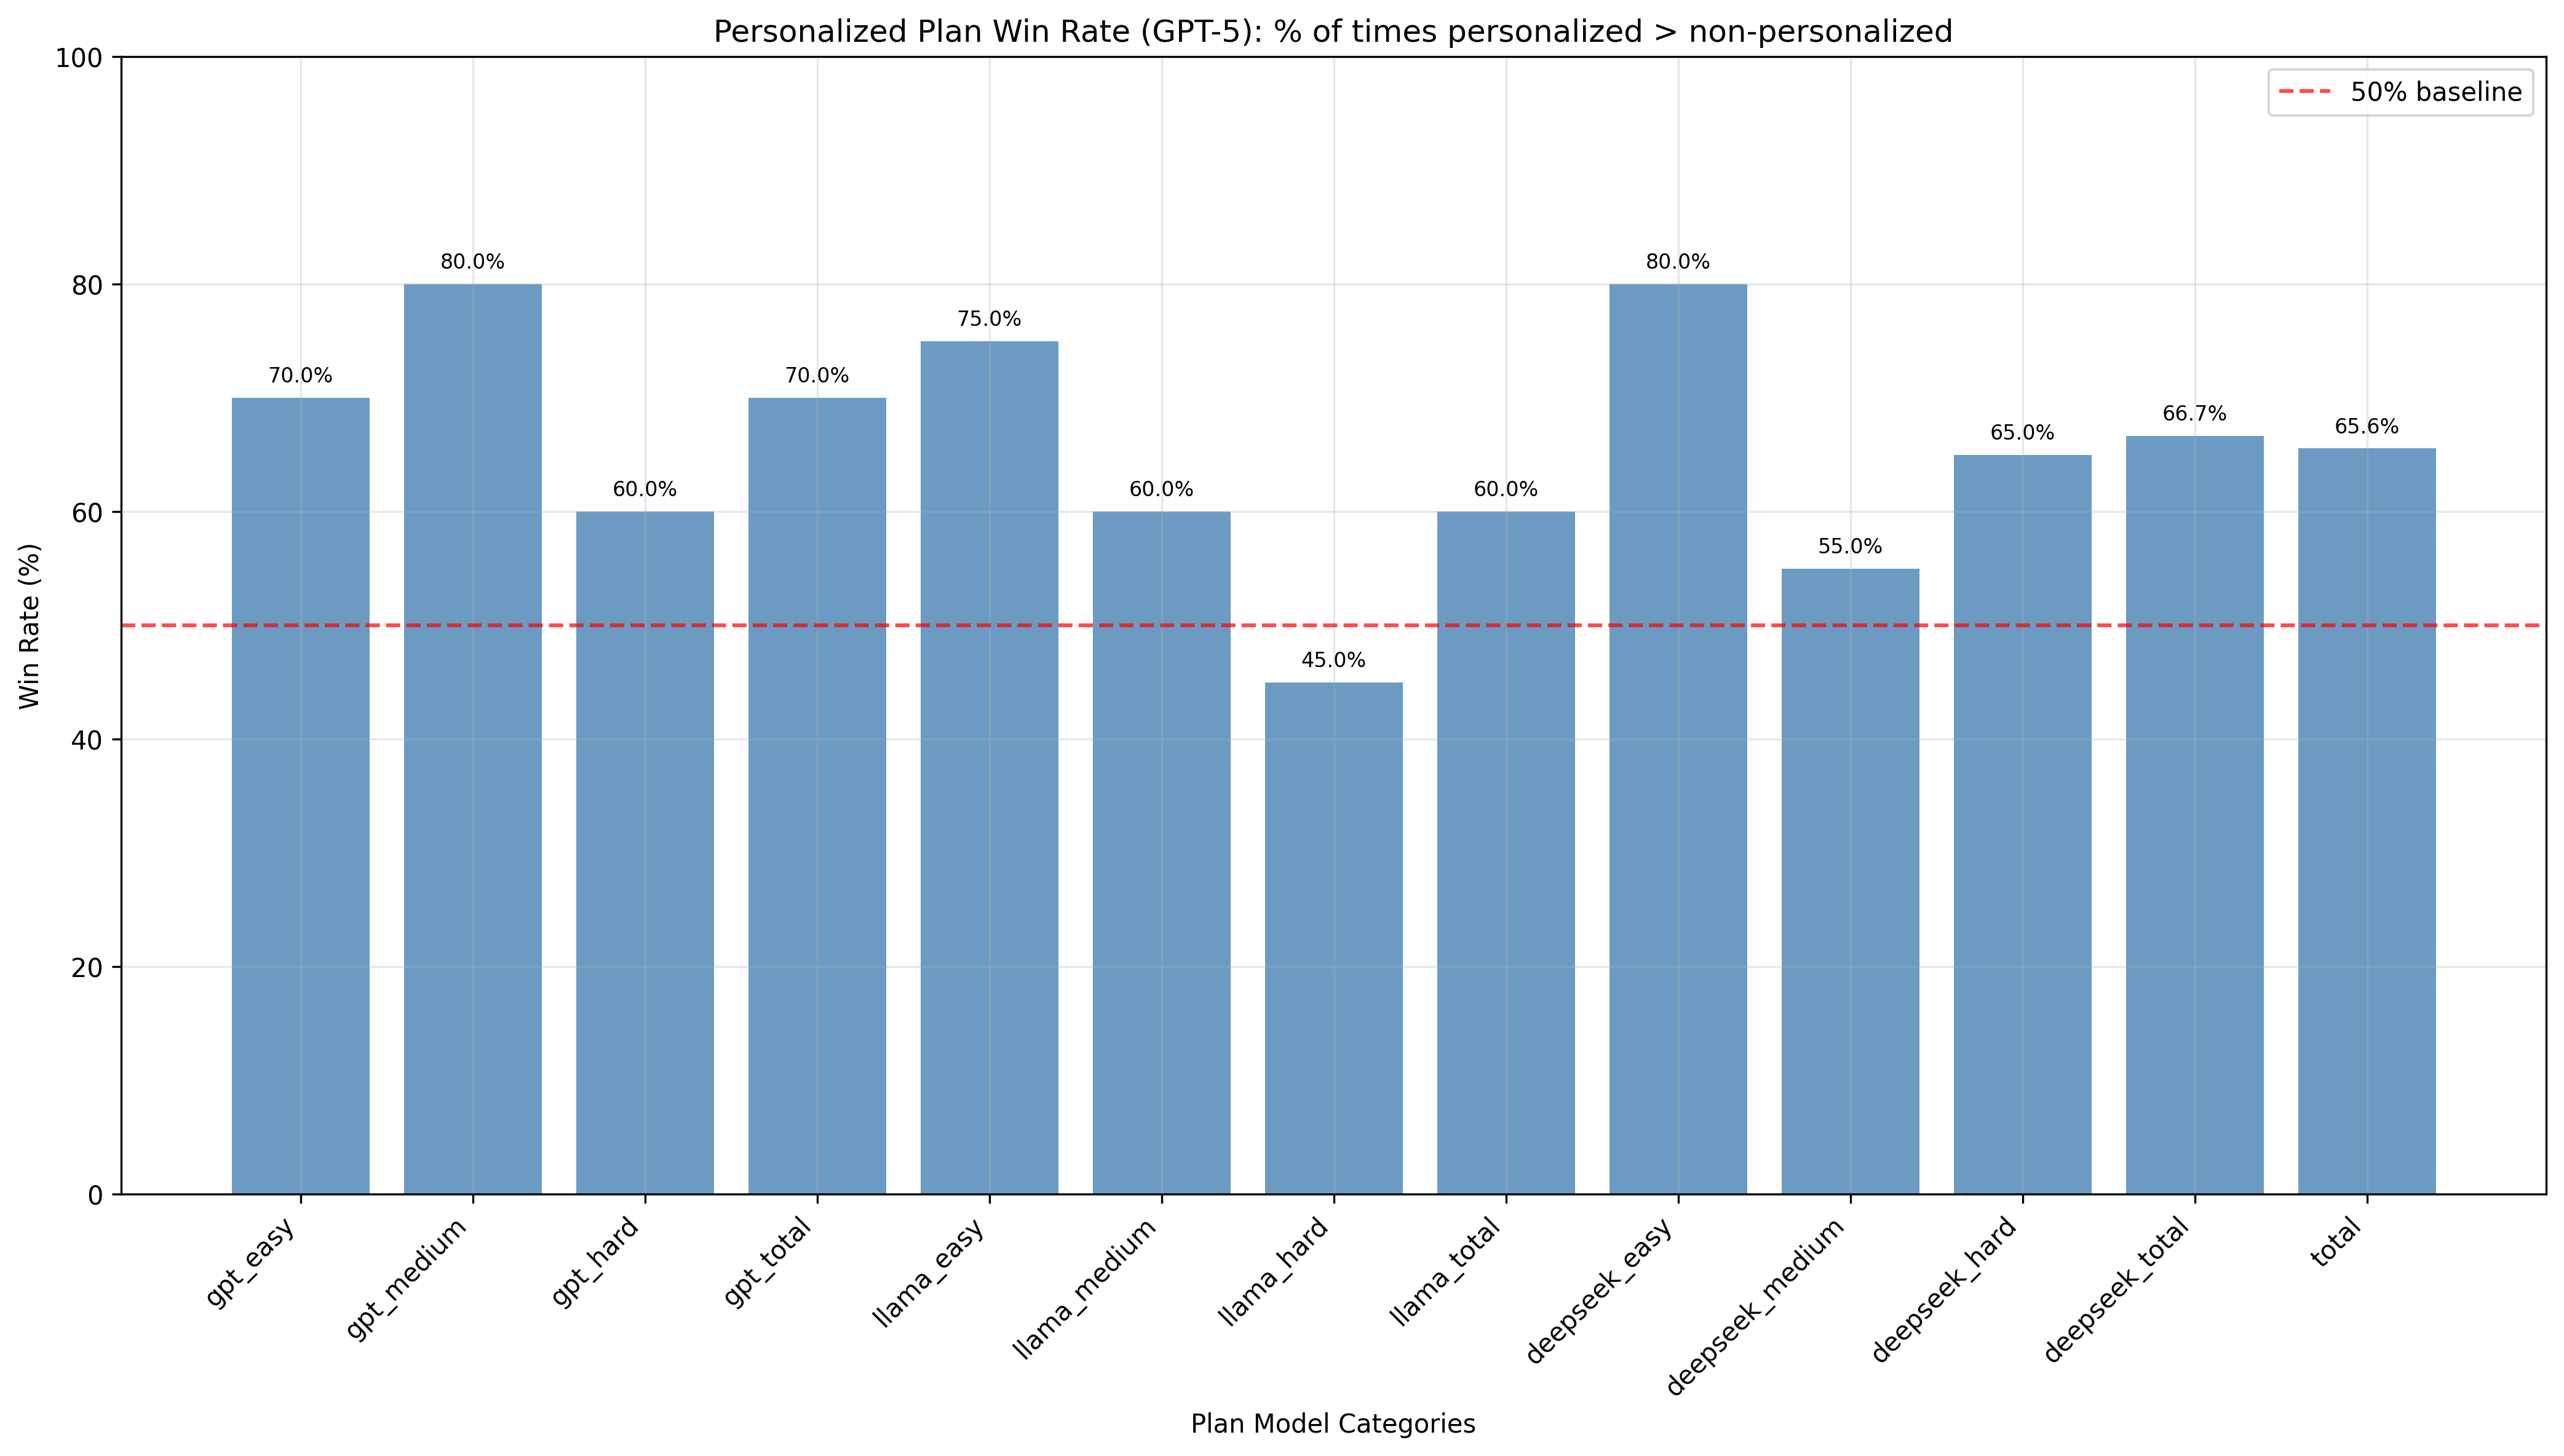 Personalized Plan Win Rate (GPT-5): % of times personalized > non-personalized
50% baseline
Win Rate (%)
100
80
60
40
20
0
70.0%
80.0%
60.0%
70.0%
75.0%
60.0%
45.0%
60.0%
80.0%
55.0%
65.0%
66.7%
65.6%
gpt_easy
gpt_medium
gpt_hard
gpt_total
llama_easy
llama_medium
llama_hard
llama_total
deepseek_easy
deepseek_medium
deepseek_hard
deepseek_total
total
Plan Model Categories